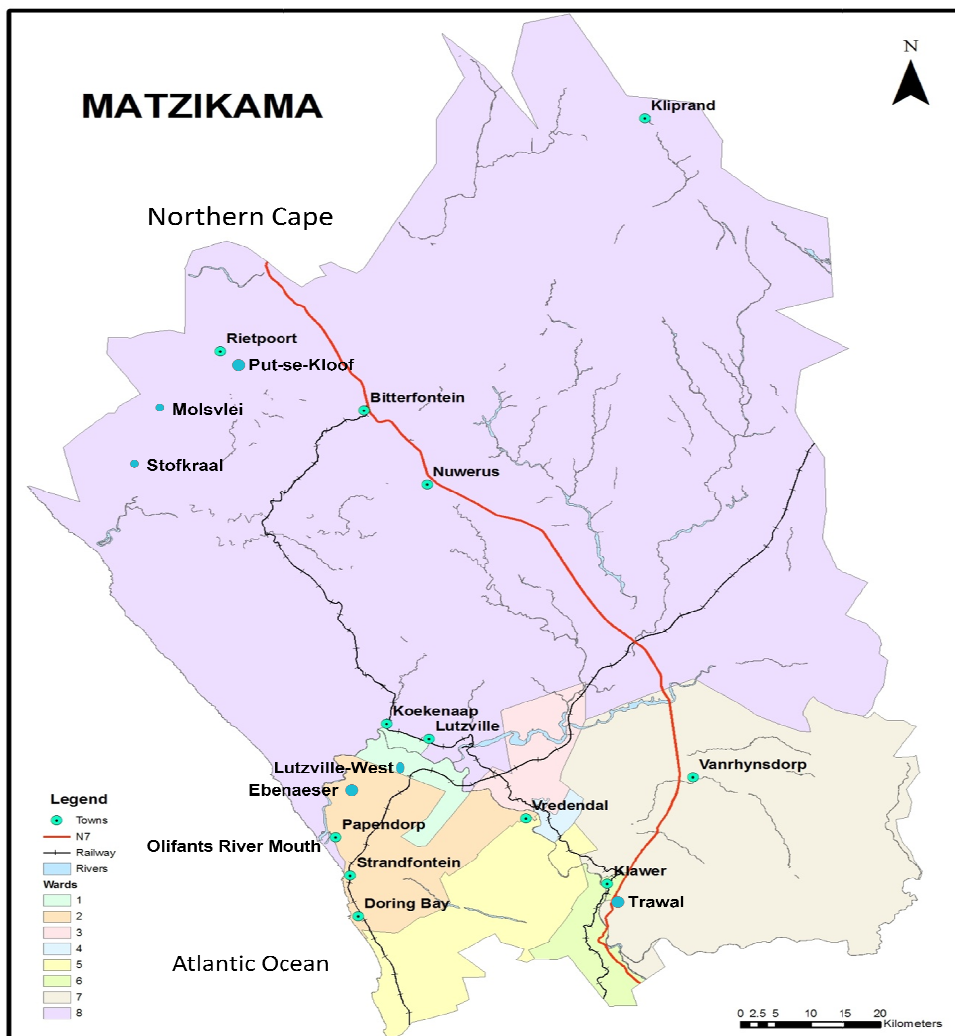 N
MATZIKAMA
Kliprand
Northern Cape
Rietpoort
Put-se-Kloof
Bitterfontein
Molsvlei
Stofkraal
Nuwerus
Koekenaap
Lutzville
Lutzville-West
Vanrhynsdorp
Ebenaeser
Vredendal
Papendorp
Olifants River Mouth
Strandfontein
Klawer
Trawal
Doring Bay
Atlantic Ocean
Legend
Towns
N7
Railway
Rivers
Wards
1
2
3
4
5
6
7
8
0 2.5 5 10 15 20
Kilometers